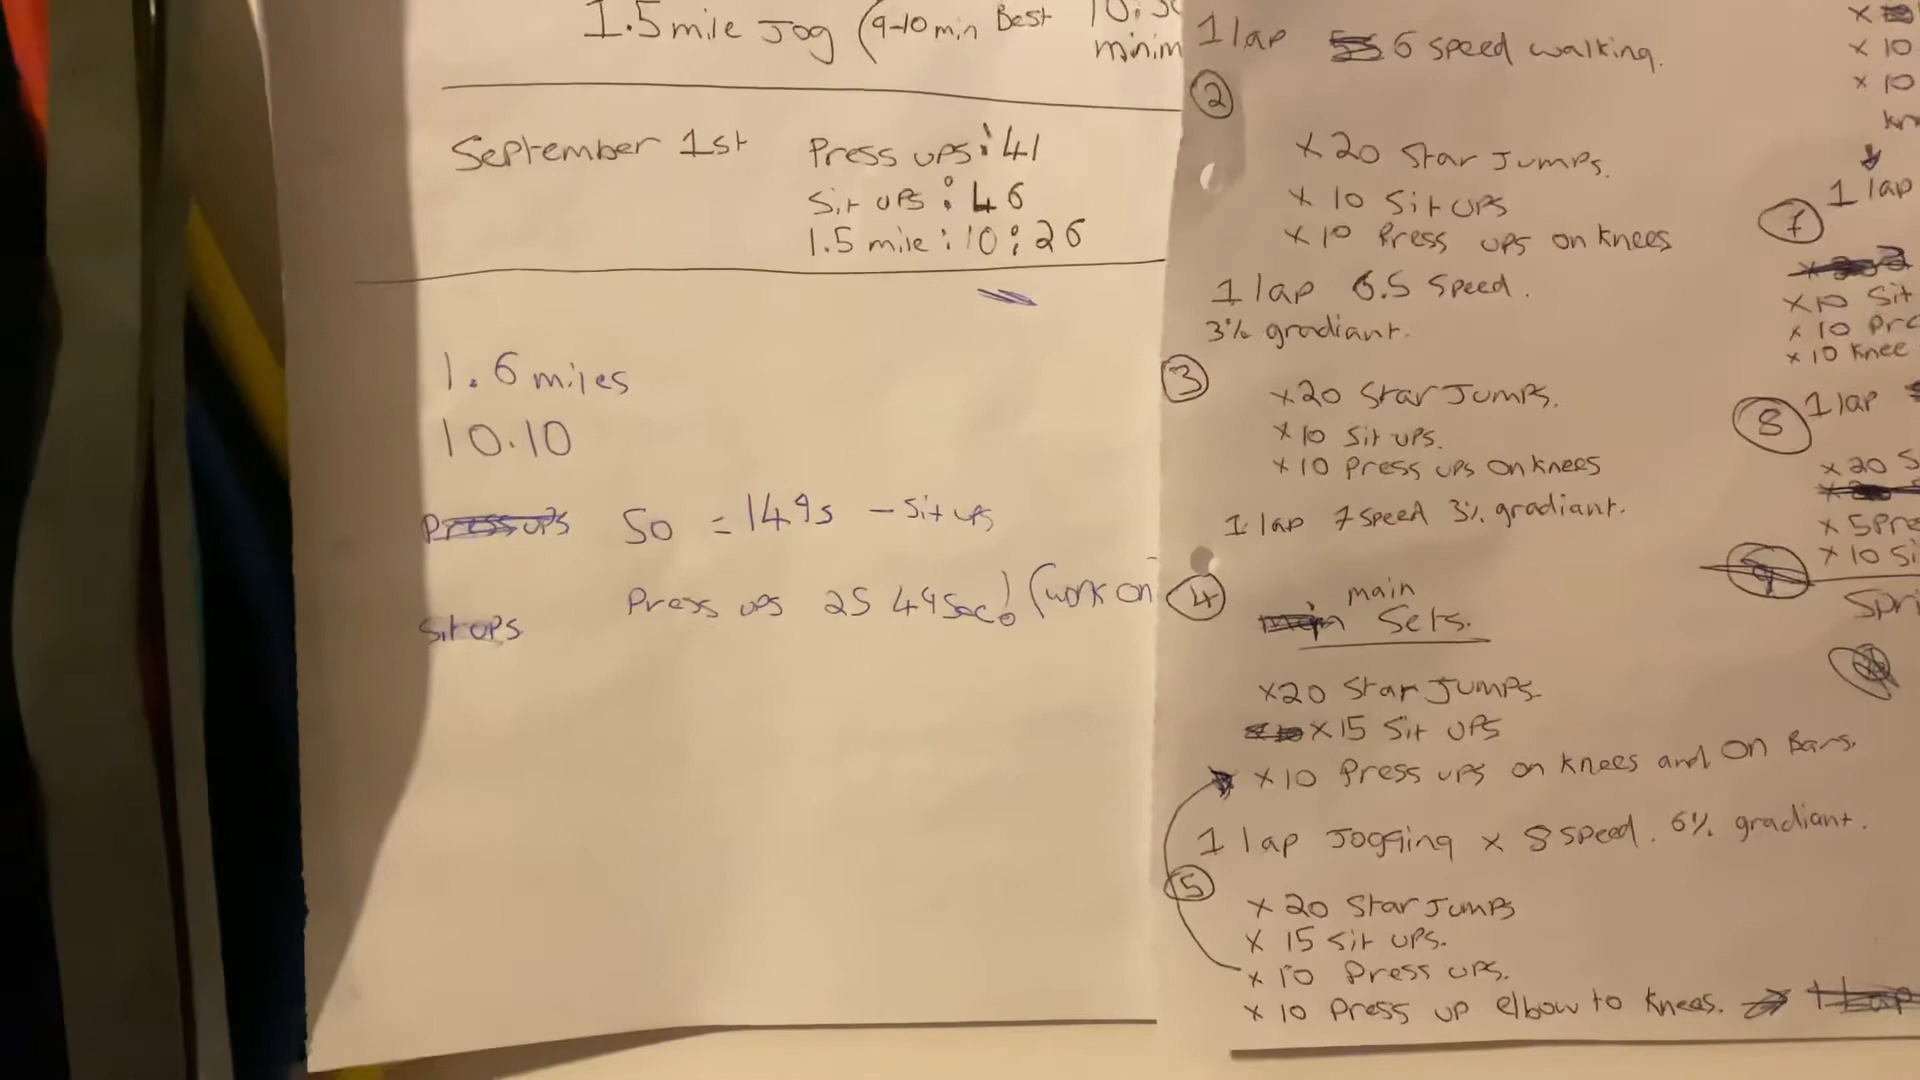 1.5 mile Jog (9-10 min Best
minim
September 1st
Press ups : 41
Sit ups : 46
1.5 mile : 10 : 26
1.6 miles
10.10
Press ups 50 = 149s - Sit ups
Press ups 25 49 Sec! (work on
Sit ups
1 lap 6 speed walking.
2
x 20 Star Jumps.
x 10 Sit ups
x 10 Press ups on knees
1 lap 6.5 Speed.
3% gradiant.
3
x20 Star Jumps.
x 10 Sit ups.
x 10 Press ups on knees
1 lap 7 speed 3% gradiant.
4
main
Sets.
x20 Star Jumps.
x 15 Sit ups
x 10 Press ups on knees and on Bars.
1 lap Jogging x 8 speed. 6% gradiant.
5
x 20 Star Jumps
x 15 Sit ups.
x 10 Press ups.
x 10 Press up elbow to knees.
x 10
x 10
1 lap
7
x 10 Sit
x 10
x 10 knee
1 lap
8
x 20
x 5
x 10